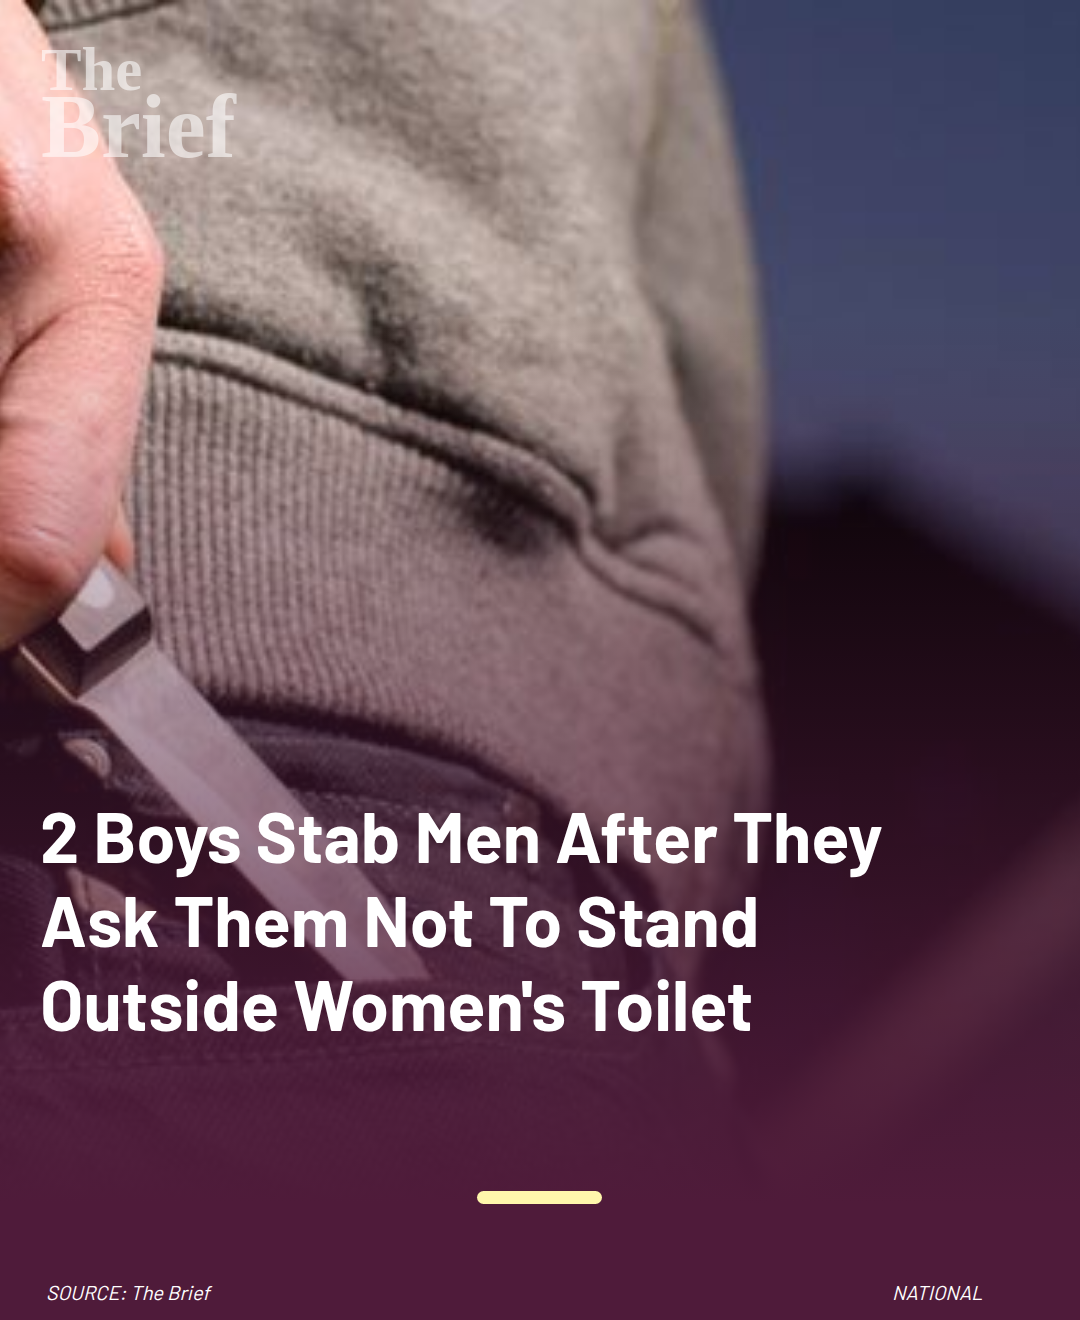 The
Brief
2 Boys Stab Men After They
Ask Them Not To Stand
Outside Women's Toilet
SOURCE: The Brief
NATIONAL